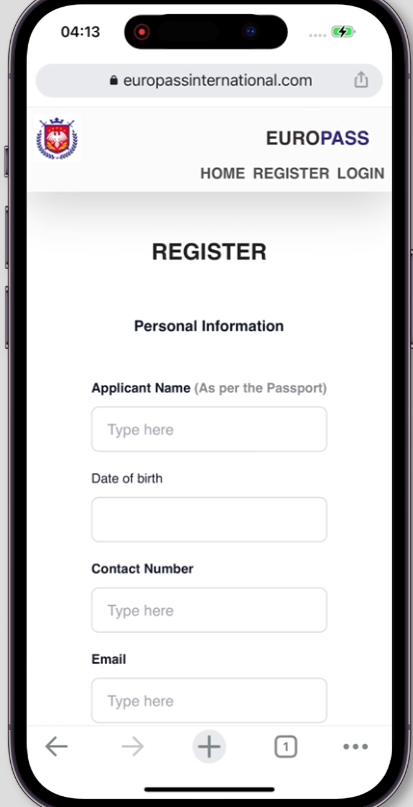 04:13
europassinternational.com
EUROPASS
HOME REGISTER LOGIN
REGISTER
Personal Information
Applicant Name (As per the Passport)
Type here
Date of birth
Contact Number
Type here
Email
Type here
1